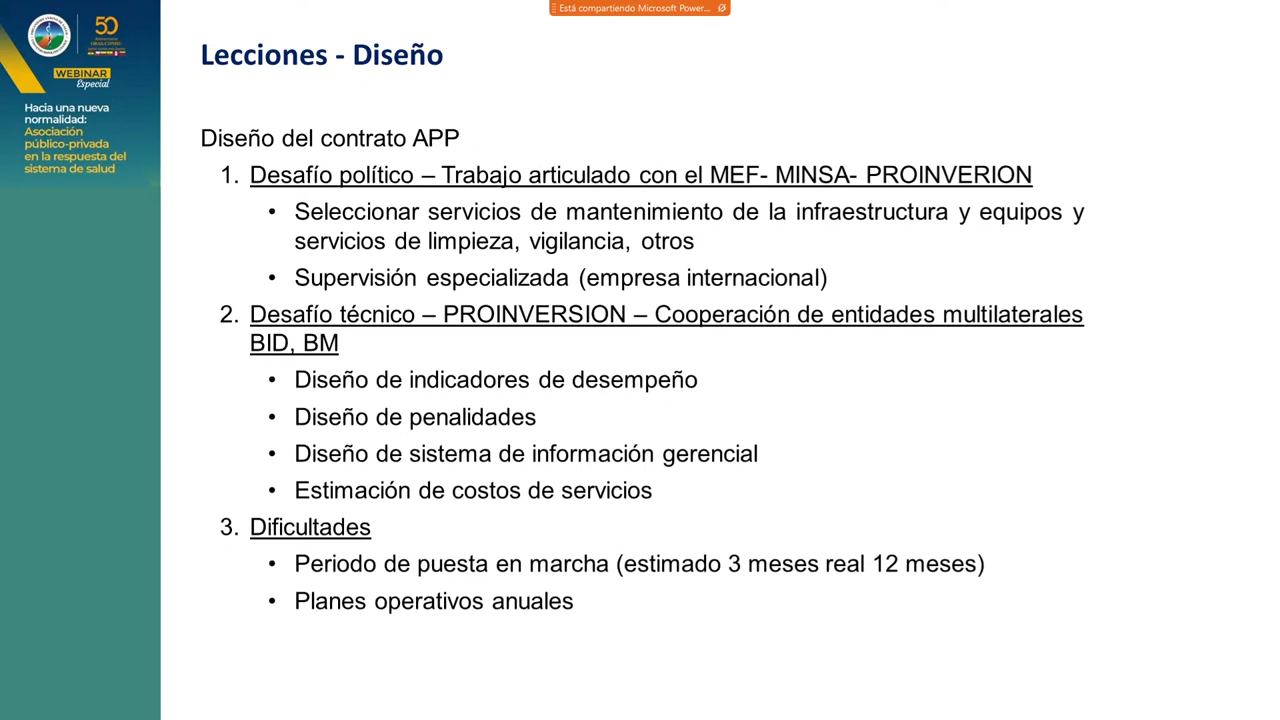 Está compartiendo Microsoft Power...
50
WEBINAR
Especial
Hacia una nueva
normalidad:
Asociación
público-privada
en la respuesta del
sistema de salud
Lecciones - Diseño
Diseño del contrato APP
1. Desafío político – Trabajo articulado con el MEF- MINSA- PROINVERION
• Seleccionar servicios de mantenimiento de la infraestructura y equipos y
servicios de limpieza, vigilancia, otros
• Supervisión especializada (empresa internacional)
2. Desafío técnico – PROINVERSION – Cooperación de entidades multilaterales
BID, BM
• Diseño de indicadores de desempeño
• Diseño de penalidades
• Diseño de sistema de información gerencial
• Estimación de costos de servicios
3. Dificultades
• Periodo de puesta en marcha (estimado 3 meses real 12 meses)
• Planes operativos anuales